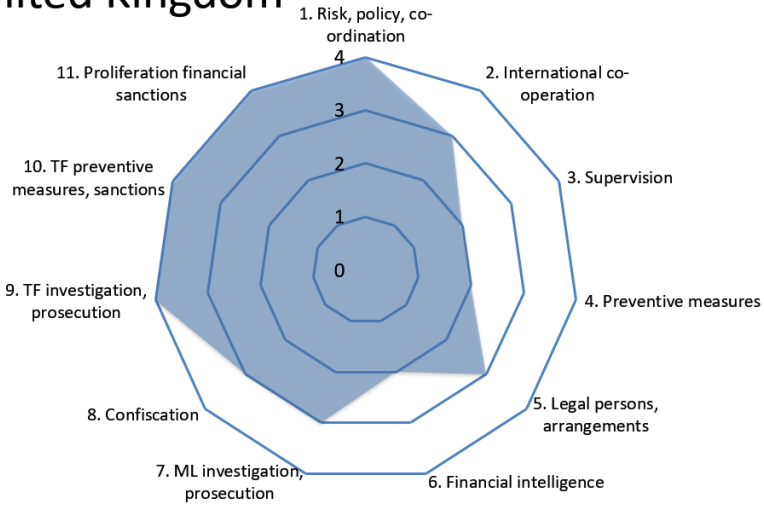 nited Kingdom
1. Risk, policy, co-
ordination
2. International co-
operation
3. Supervision
4. Preventive measures
5. Legal persons,
arrangements
6. Financial intelligence
7. ML investigation,
prosecution
8. Confiscation
9. TF investigation,
prosecution
10. TF preventive
measures, sanctions
11. Proliferation financial
sanctions
4
3
2
1
0